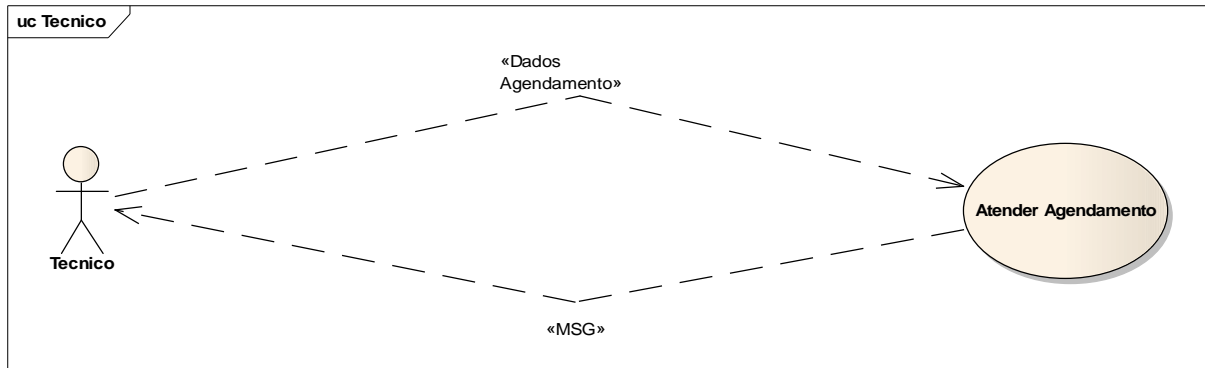 uc Tecnico
«Dados
Agendamento»
Atender Agendamento
Tecnico
«MSG»